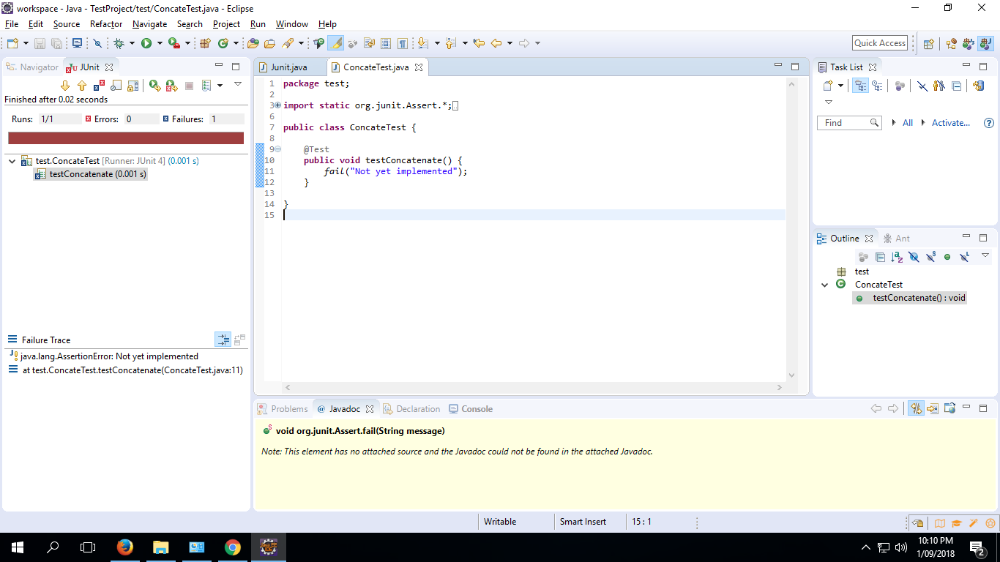 workspace - Java - TestProject/test/ConcateTest.java - Eclipse
File Edit Source Refactor Navigate Search Project Run Window Help
Quick Access
Navigator JUnit
Finished after 0.02 seconds
Runs: 1/1 Errors: 0 Failures: 1
test.ConcateTest [Runner: JUnit 4] (0.001 s)
testConcatenate (0.001 s)
Failure Trace
java.lang.AssertionError: Not yet implemented
at test.ConcateTest.testConcatenate(ConcateTest.java:11)
Junit.java ConcateTest.java
1 package test;
2
3 import static org.junit.Assert.*;
6
7 public class ConcateTest {
8
9 @Test
10 public void testConcatenate() {
11 fail("Not yet implemented");
12 }
13
14 }
15
Task List
Find All Activate...
Outline Ant
test
ConcateTest
testConcatenate() : void
Problems @ Javadoc Declaration Console
void org.junit.Assert.fail(String message)
Note: This element has no attached source and the Javadoc could not be found in the attached Javadoc.
Writable Smart Insert 15 : 1
10:10 PM
1/09/2018
2